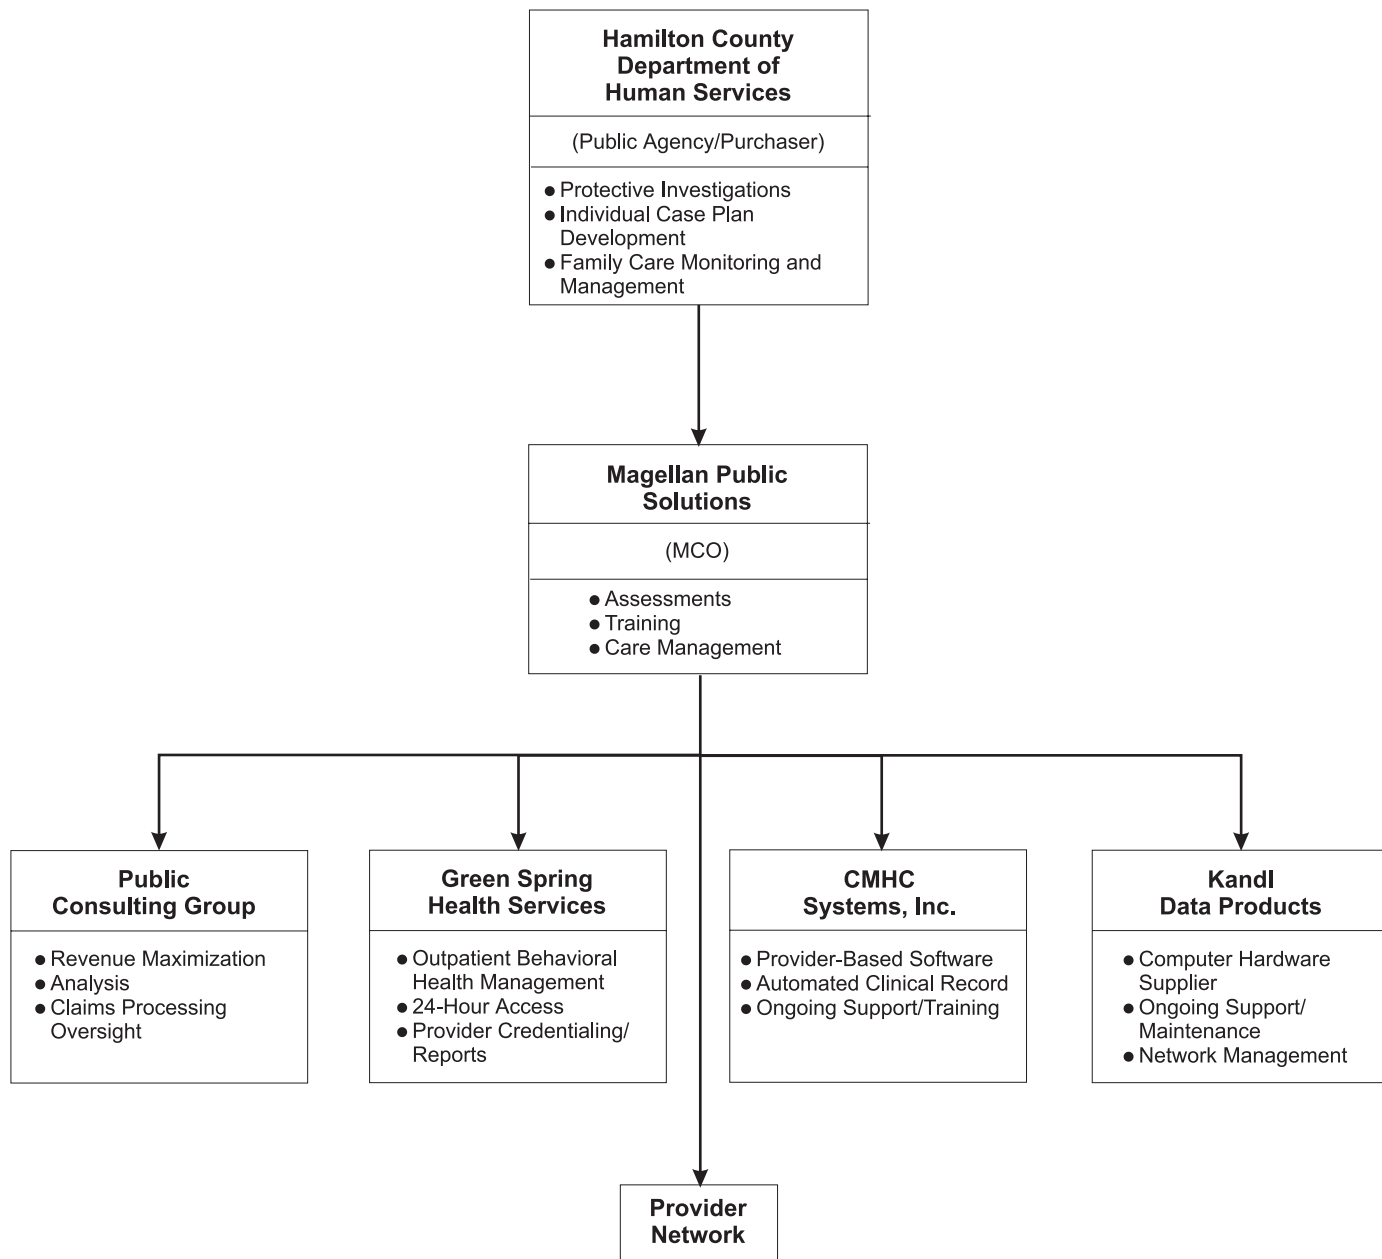 Hamilton County
Department of
Human Services
(Public Agency/Purchaser)
● Protective Investigations
● Individual Case Plan
Development
● Family Care Monitoring and
Management
Magellan Public
Solutions
(MCO)
● Assessments
● Training
● Care Management
Public
Consulting Group
● Revenue Maximization
● Analysis
● Claims Processing
Oversight
Green Spring
Health Services
● Outpatient Behavioral
Health Management
● 24-Hour Access
● Provider Credentialing/
Reports
CMHC
Systems, Inc.
● Provider-Based Software
● Automated Clinical Record
● Ongoing Support/Training
Kandl
Data Products
● Computer Hardware
Supplier
● Ongoing Support/
Maintenance
● Network Management
Provider
Network